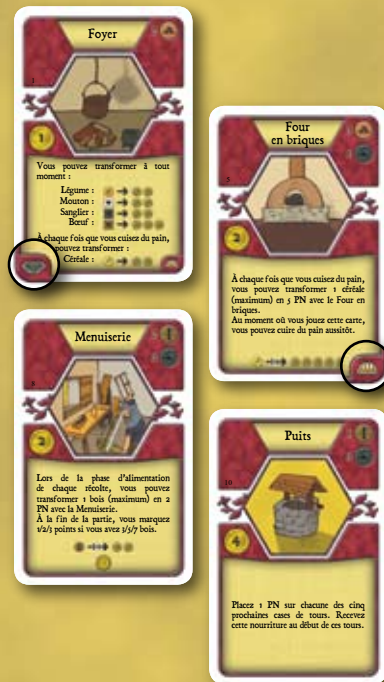 Foyer
1
1
Vous pouvez transformer à tout
moment :
Légume :
Mouton :
Sanglier :
Bœuf :
À chaque fois que vous cuisez du pain,
pouvez transformer :
Céréale :
Four
en briques
5
2
À chaque fois que vous cuisez du pain,
vous pouvez transformer 1 céréale
(maximum) en 5 PN avec le Four en
briques.
Au moment où vous jouez cette carte,
vous pouvez cuire du pain aussitôt.
Menuiserie
8
2
Lors de la phase d'alimentation
de chaque récolte, vous pouvez
transformer 1 bois (maximum) en 2
PN avec la Menuiserie.
À la fin de la partie, vous marquez
1/2/3 points si vous avez 3/5/7 bois.
Puits
10
4
Placez 1 PN sur chacune des cinq
prochaines cases de tours. Recevez
cette nourriture au début de ces tours.